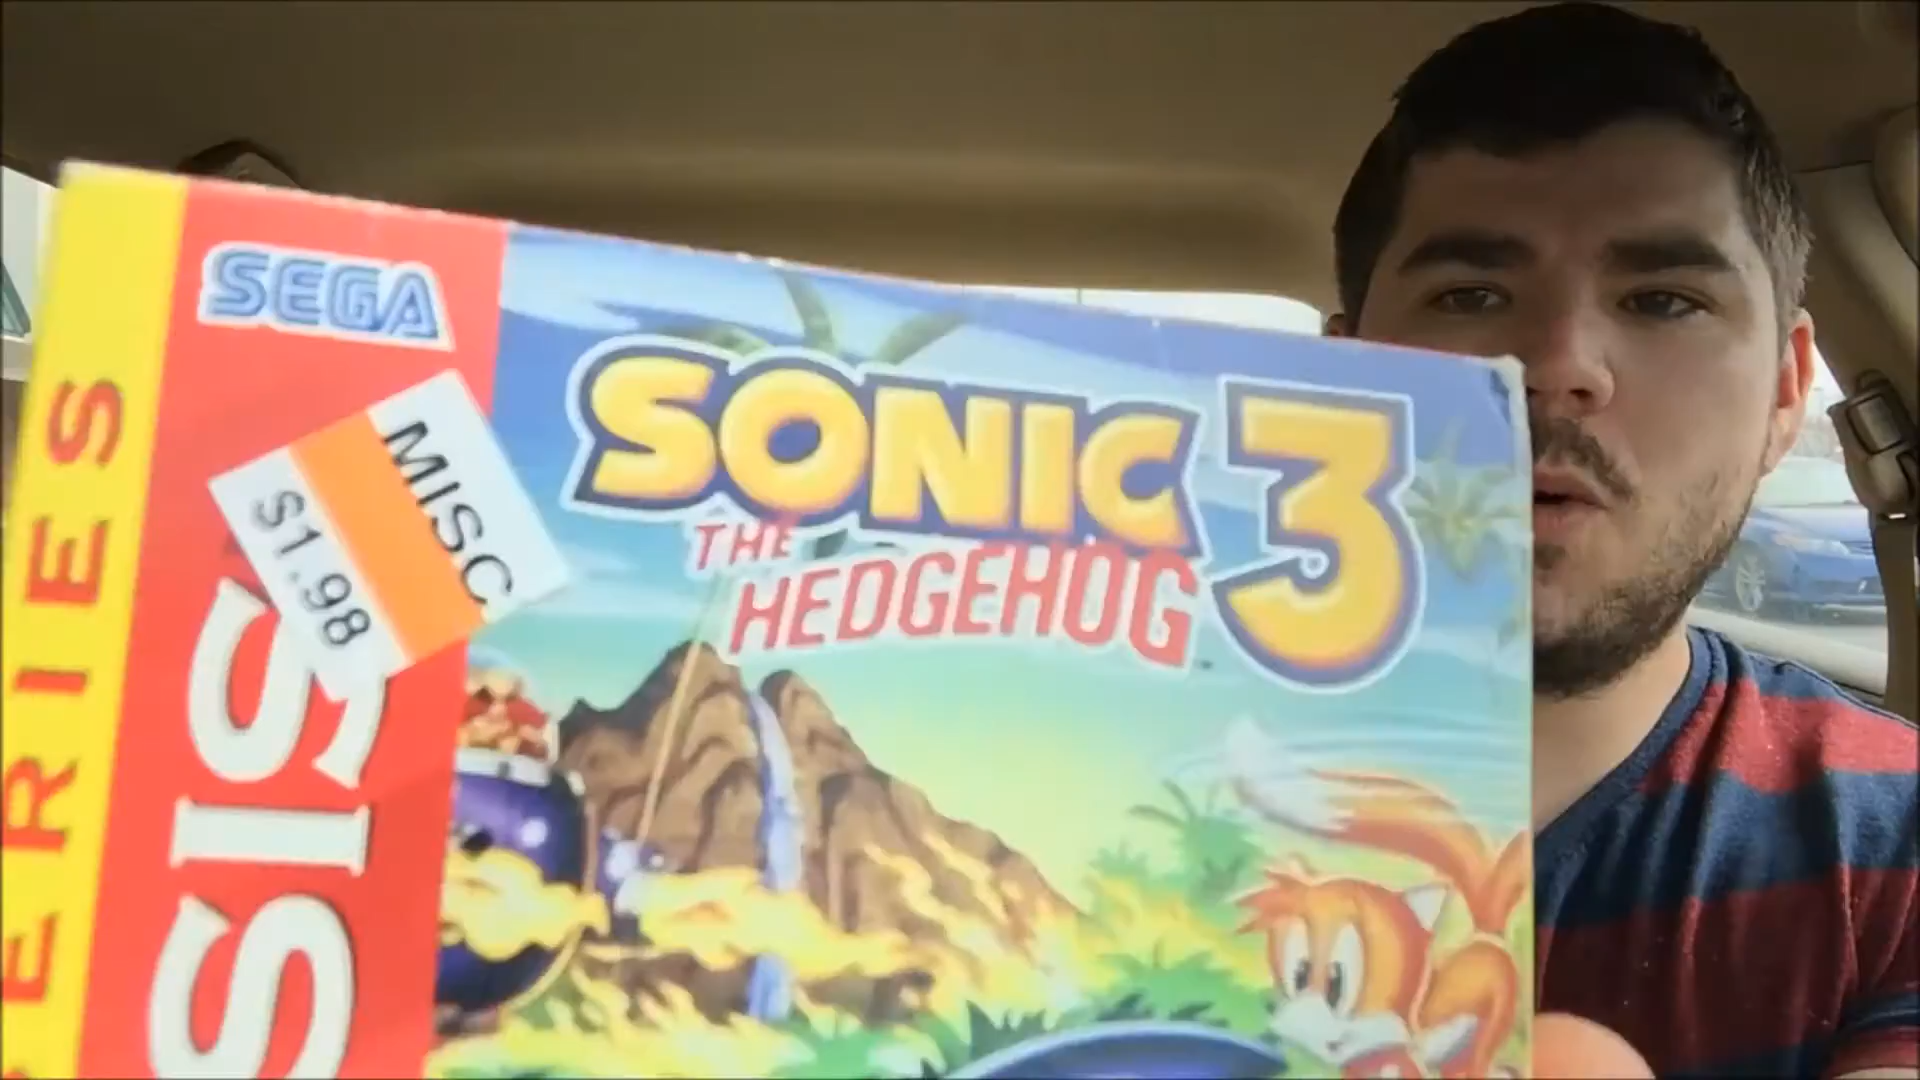 SEGA
MISC
$1.98
SONIC 3
THE
HEDGEHOG
SIS
ERIES